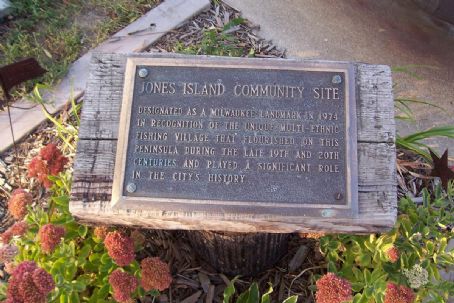 JONES ISLAND COMMUNITY SITE
DESIGNATED AS A MILWAUKEE LANDMARK IN 1974
IN RECOGNITION OF THE UNIQUE MULTI-ETHNIC
FISHING VILLAGE THAT FLOURISHED ON THIS
PENINSULA DURING THE LATE 19TH AND 20TH
CENTURIES AND PLAYED A SIGNIFICANT ROLE
IN THE CITY'S HISTORY